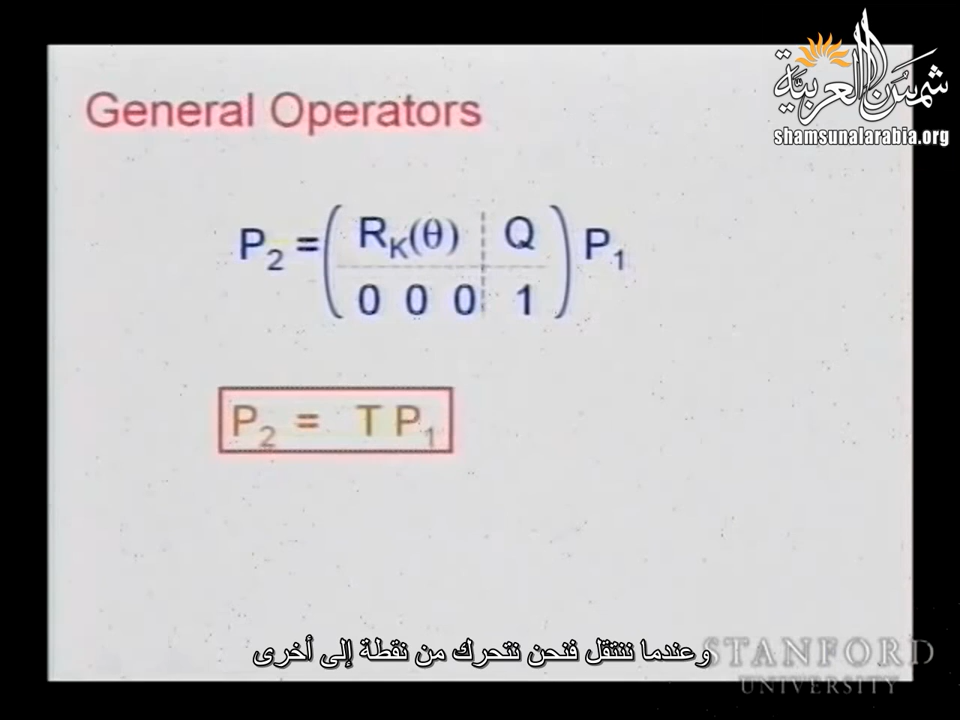 شمس العربية
shamsunalarabia.org
General Operators
P₂ = ( R_K(θ) Q ) P₁
0 0 0 1
P₂ = T P₁
وعندما ننتقل فنحن نتحرك من نقطة إلى أخرى
STANFORD
UNIVERSITY